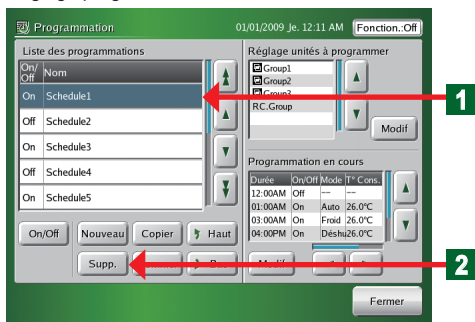 Programmation 01/01/2009 Je. 12:11 AM Fonction.:Off
Liste des programmations
On/Off Nom
On Schedule1
Off Schedule2
On Schedule3
Off Schedule4
On Schedule5
On/Off Nouveau Copier Haut
Supp.
Réglage unités à programmer
Group1
Group2
Group3
RC.Group
Modif
Programmation en cours
Durée On/Off Mode T° Cons.
12:00AM Off -- --
01:00AM On Auto 26.0°C
03:00AM On Froid 26.0°C
04:00PM On Déshu 26.0°C
Fermer
1
2